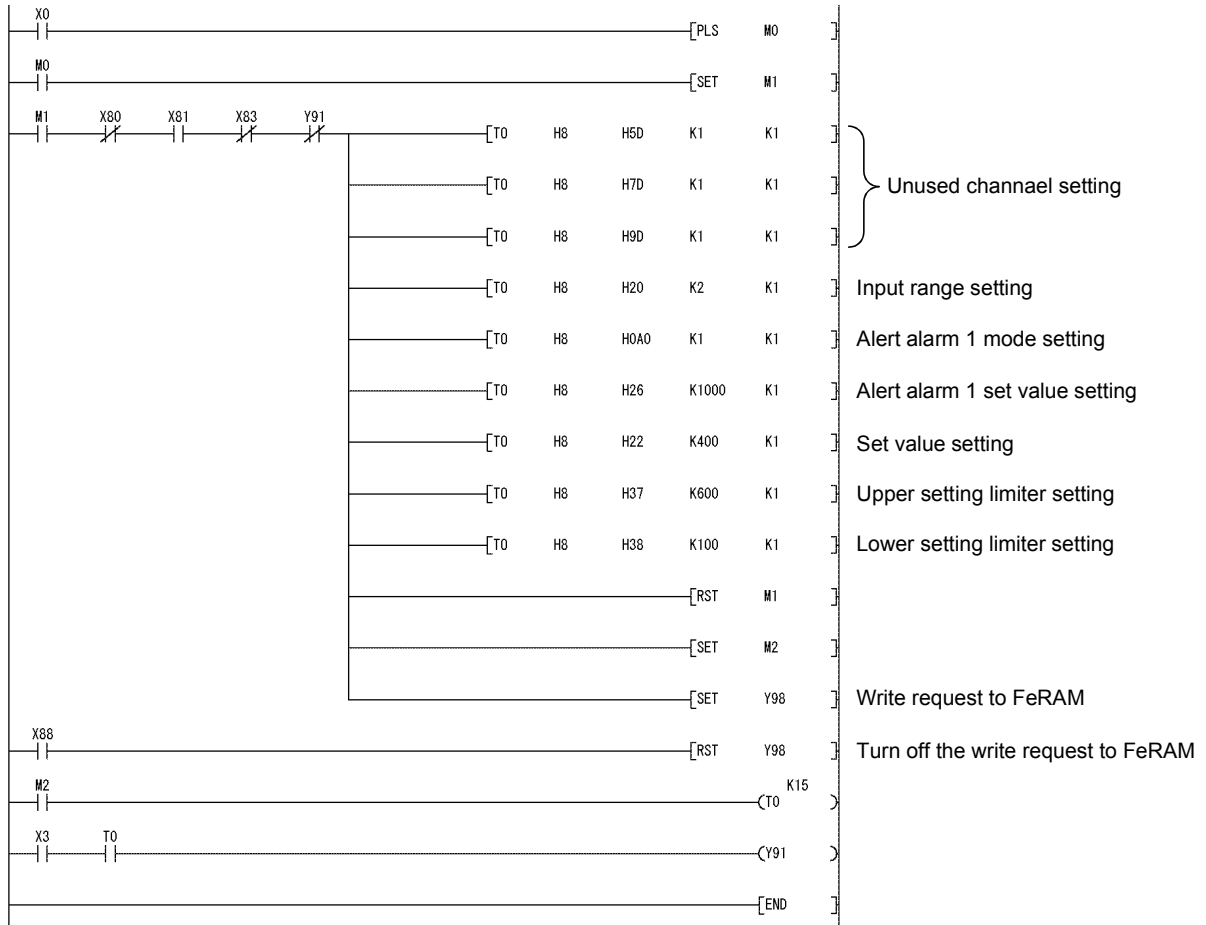 X0
[PLS M0 ]
M0
[SET M1 ]
M1 X80 X81 X83 Y91
[TO H8 H5D K1 K1 ]
[TO H8 H7D K1 K1 ]
Unused channael setting
[TO H8 H9D K1 K1 ]
[TO H8 H20 K2 K1 ] Input range setting
[TO H8 H0A0 K1 K1 ] Alert alarm 1 mode setting
[TO H8 H26 K1000 K1 ] Alert alarm 1 set value setting
[TO H8 H22 K400 K1 ] Set value setting
[TO H8 H37 K600 K1 ] Upper setting limiter setting
[TO H8 H38 K100 K1 ] Lower setting limiter setting
[RST M1 ]
[SET M2 ]
[SET Y98 ] Write request to FeRAM
X88
[RST Y98 ] Turn off the write request to FeRAM
M2 K15
(T0 )
X3 T0
(Y91 )
[END ]